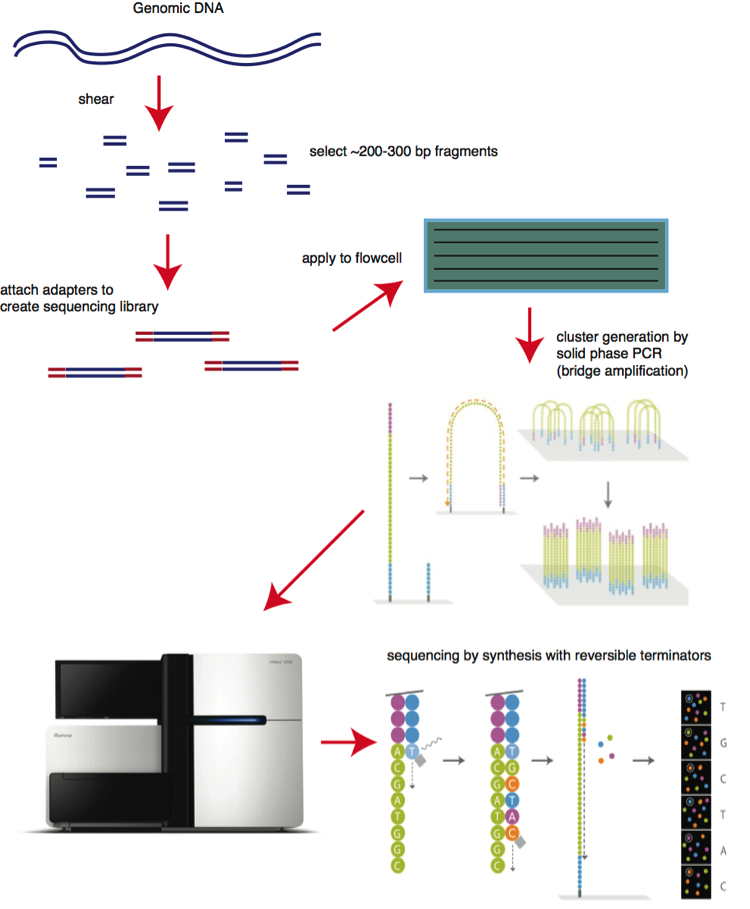 Genomic DNA
shear
select ~200-300 bp fragments
attach adapters to
create sequencing library
apply to flowcell
cluster generation by
solid phase PCR
(bridge amplification)
sequencing by synthesis with reversible terminators
illumina
A T
C
G
A
T
G
G
C
A T
C G
G C
A T
T A
G C
G
C
T
G
C
T
A
C